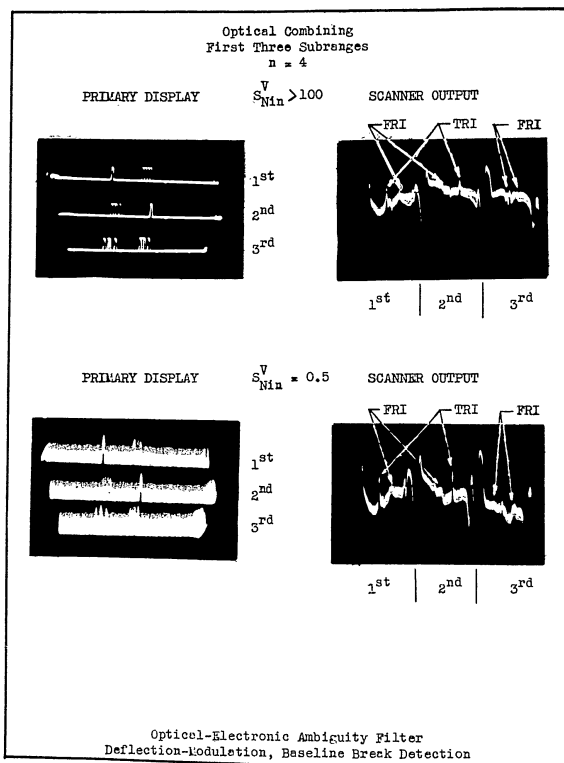 Optical Combining
First Three Subranges
n = 4
PRIMARY DISPLAY
S^V_Nin >100
SCANNER OUTPUT
FRI
TRI
FRI
1st
2nd
3rd
1st
2nd
3rd
PRIMARY DISPLAY
S^V_Nin = 0.5
SCANNER OUTPUT
FRI
TRI
FRI
1st
2nd
3rd
1st
2nd
3rd
Optical-Electronic Ambiguity Filter
Deflection-Modulation, Baseline Break Detection